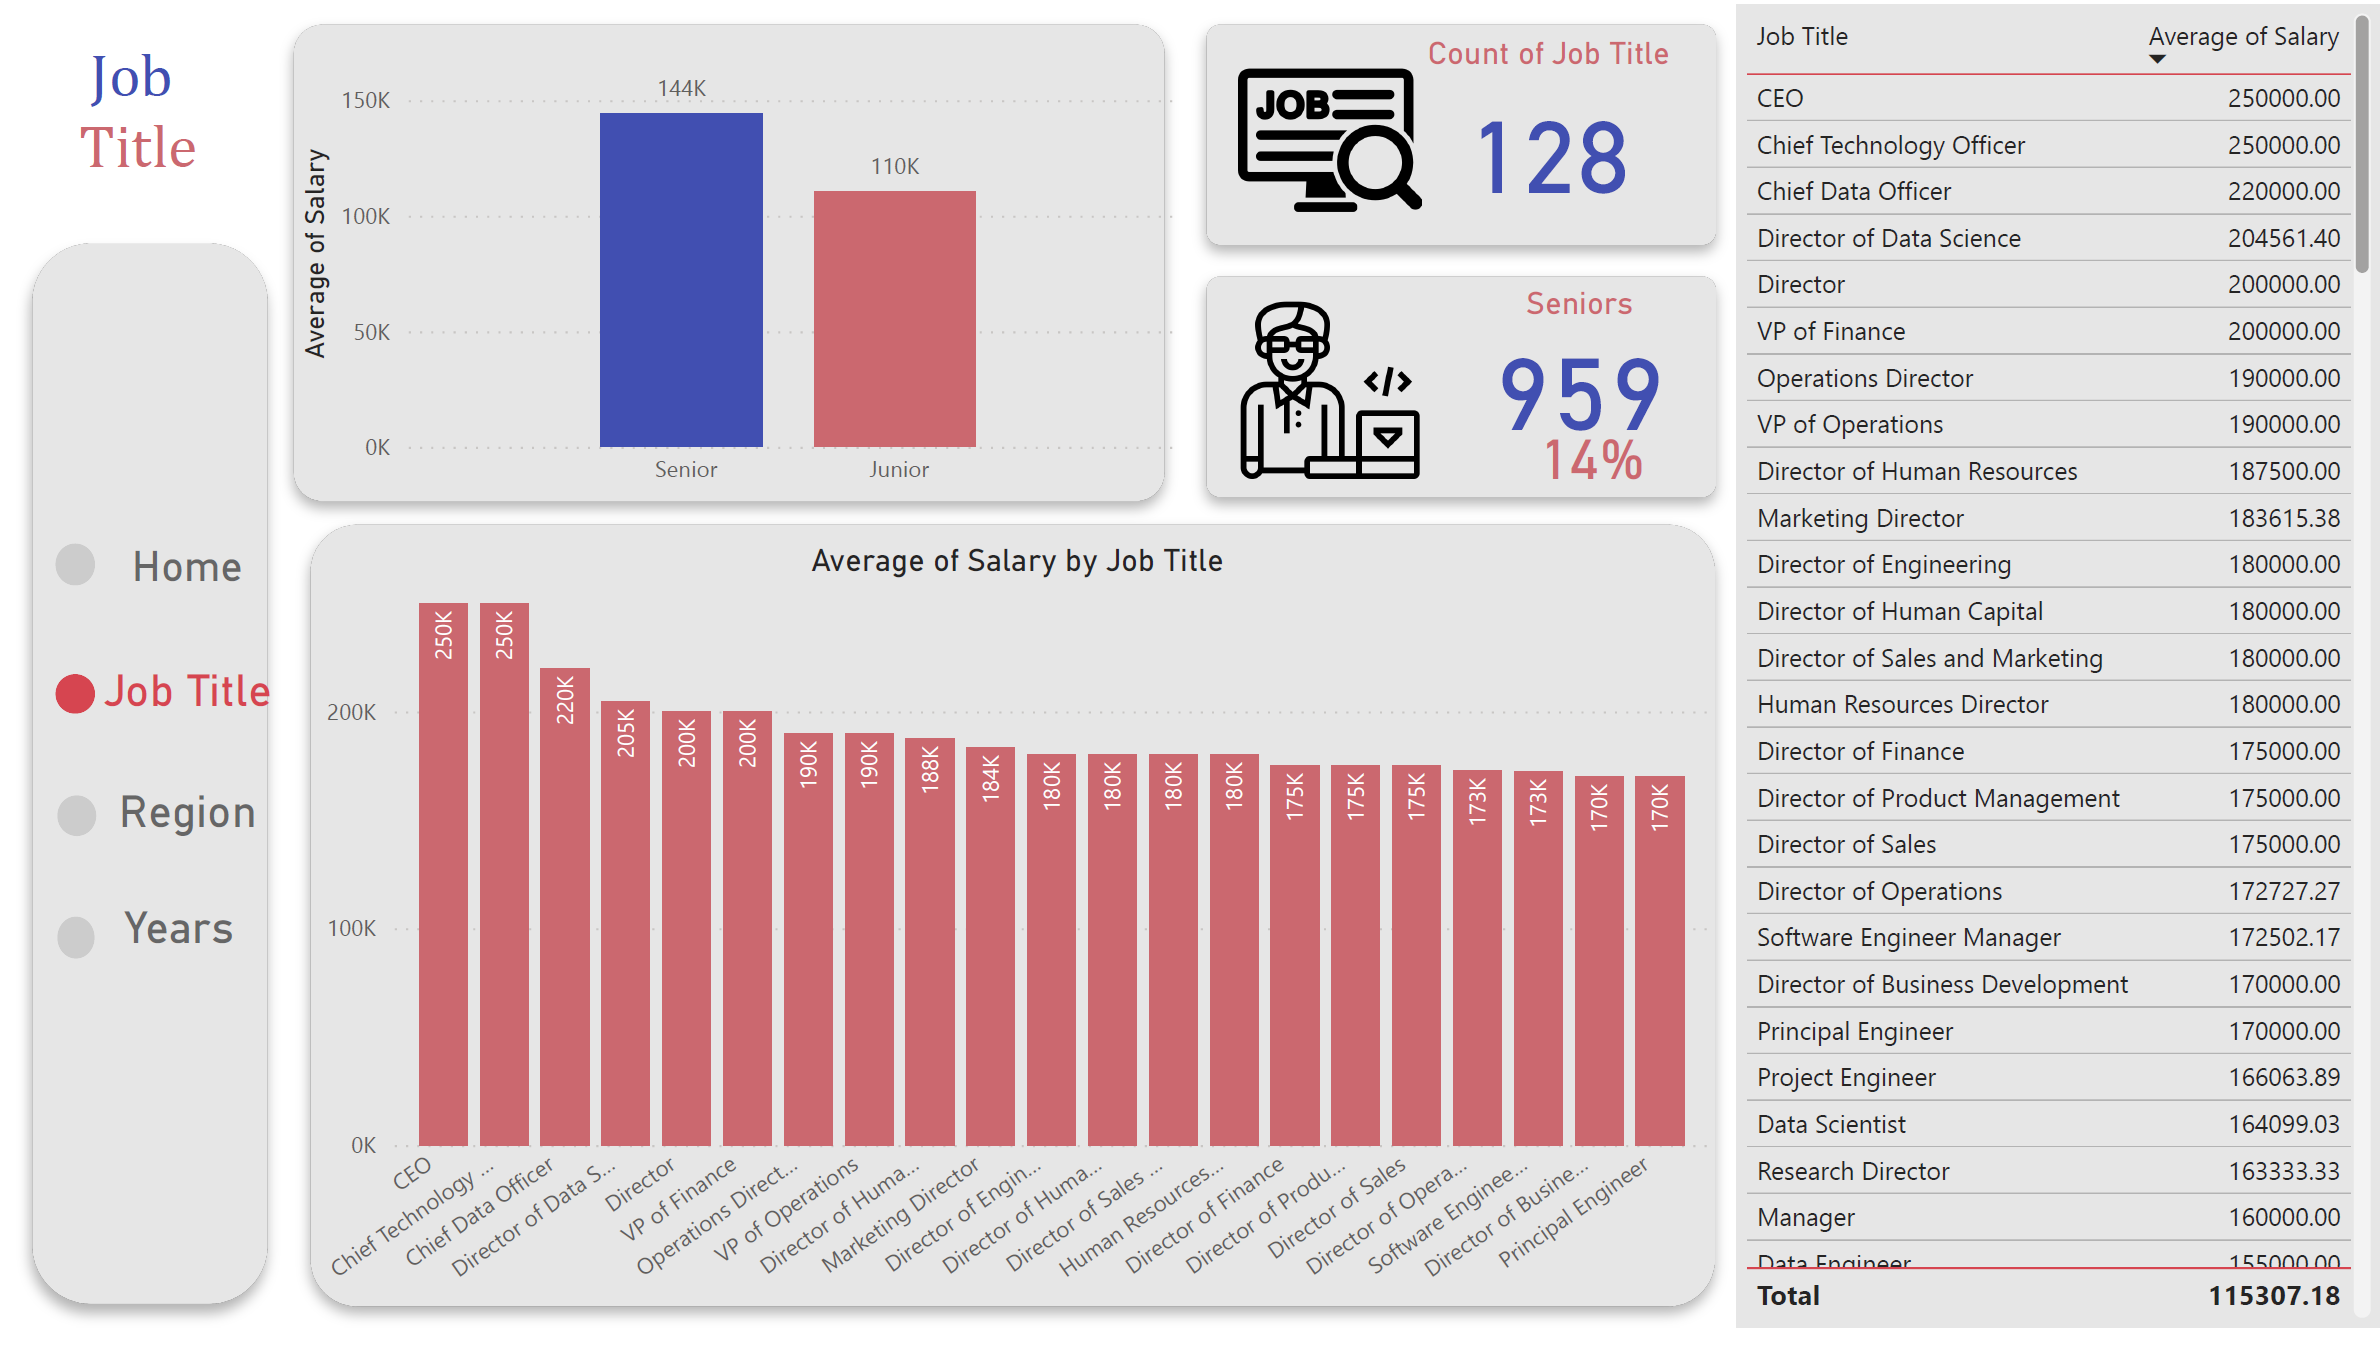 Job
Title
Home
Job Title
Region
Years
Average of Salary
150K
100K
50K
0K
144K
110K
Senior
Junior
Count of Job Title
JOB
128
Seniors
</>
959
14%
Average of Salary by Job Title
200K
100K
0K
250K
250K
220K
205K
200K
200K
190K
190K
188K
184K
180K
180K
180K
180K
175K
175K
175K
173K
173K
170K
170K
CEO
Chief Technology ...
Chief Data Officer
Director of Data S...
Director
VP of Finance
Operations Direct...
VP of Operations
Director of Huma...
Marketing Director
Director of Engin...
Director of Huma...
Director of Sales ...
Human Resources...
Director of Finance
Director of Produ...
Director of Sales
Director of Opera...
Software Enginee...
Director of Busine...
Principal Engineer
Job Title Average of Salary
CEO 250000.00
Chief Technology Officer 250000.00
Chief Data Officer 220000.00
Director of Data Science 204561.40
Director 200000.00
VP of Finance 200000.00
Operations Director 190000.00
VP of Operations 190000.00
Director of Human Resources 187500.00
Marketing Director 183615.38
Director of Engineering 180000.00
Director of Human Capital 180000.00
Director of Sales and Marketing 180000.00
Human Resources Director 180000.00
Director of Finance 175000.00
Director of Product Management 175000.00
Director of Sales 175000.00
Director of Operations 172727.27
Software Engineer Manager 172502.17
Director of Business Development 170000.00
Principal Engineer 170000.00
Project Engineer 166063.89
Data Scientist 164099.03
Research Director 163333.33
Manager 160000.00
Data Engineer 155000.00
Total 115307.18